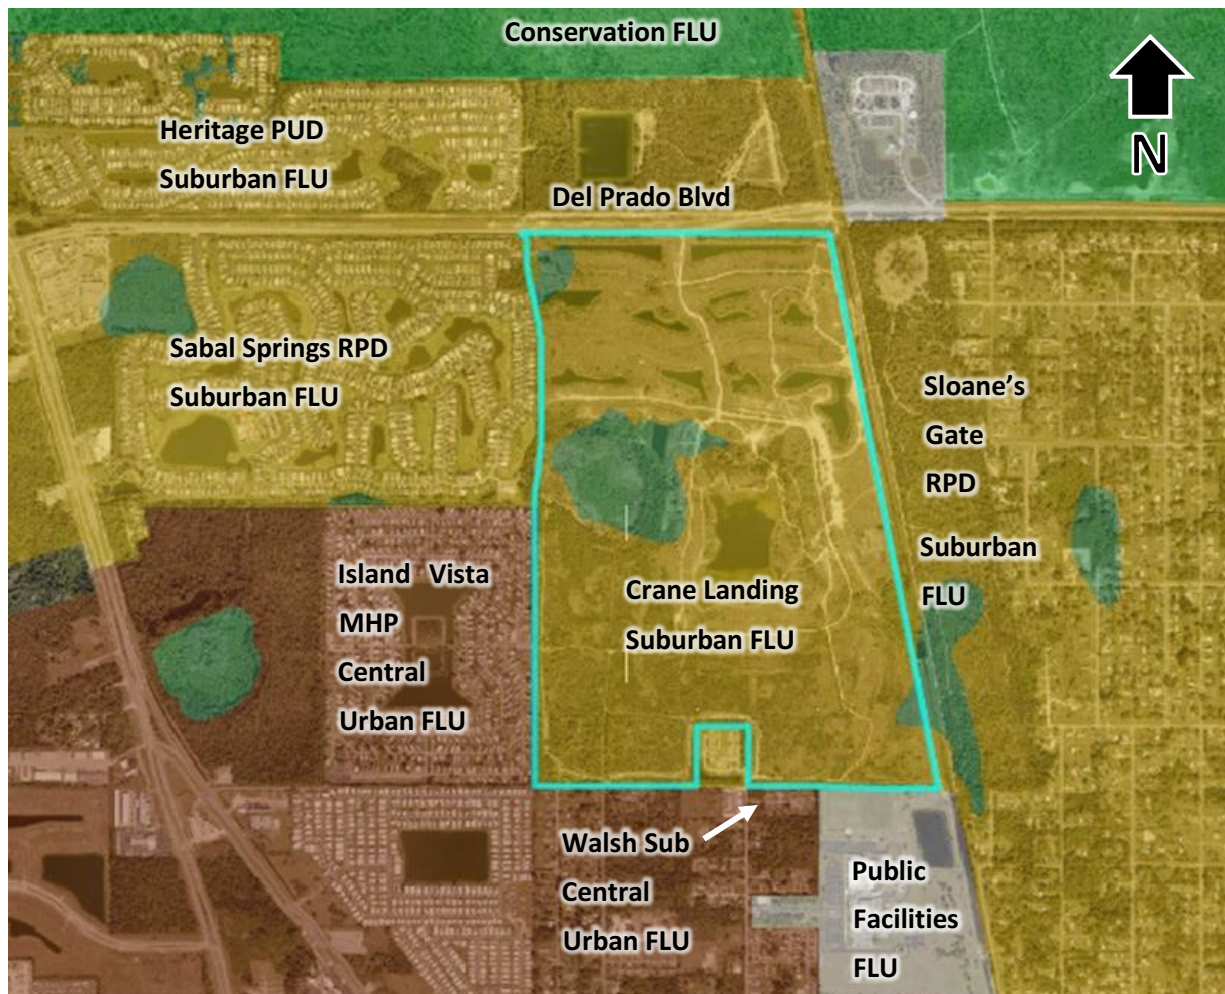 Conservation FLU
N
Heritage PUD
Suburban FLU
Del Prado Blvd
Sabal Springs RPD
Suburban FLU
Sloane’s
Gate
RPD
Suburban
FLU
Island Vista
MHP
Central
Urban FLU
Crane Landing
Suburban FLU
Walsh Sub
Central
Urban FLU
Public
Facilities
FLU